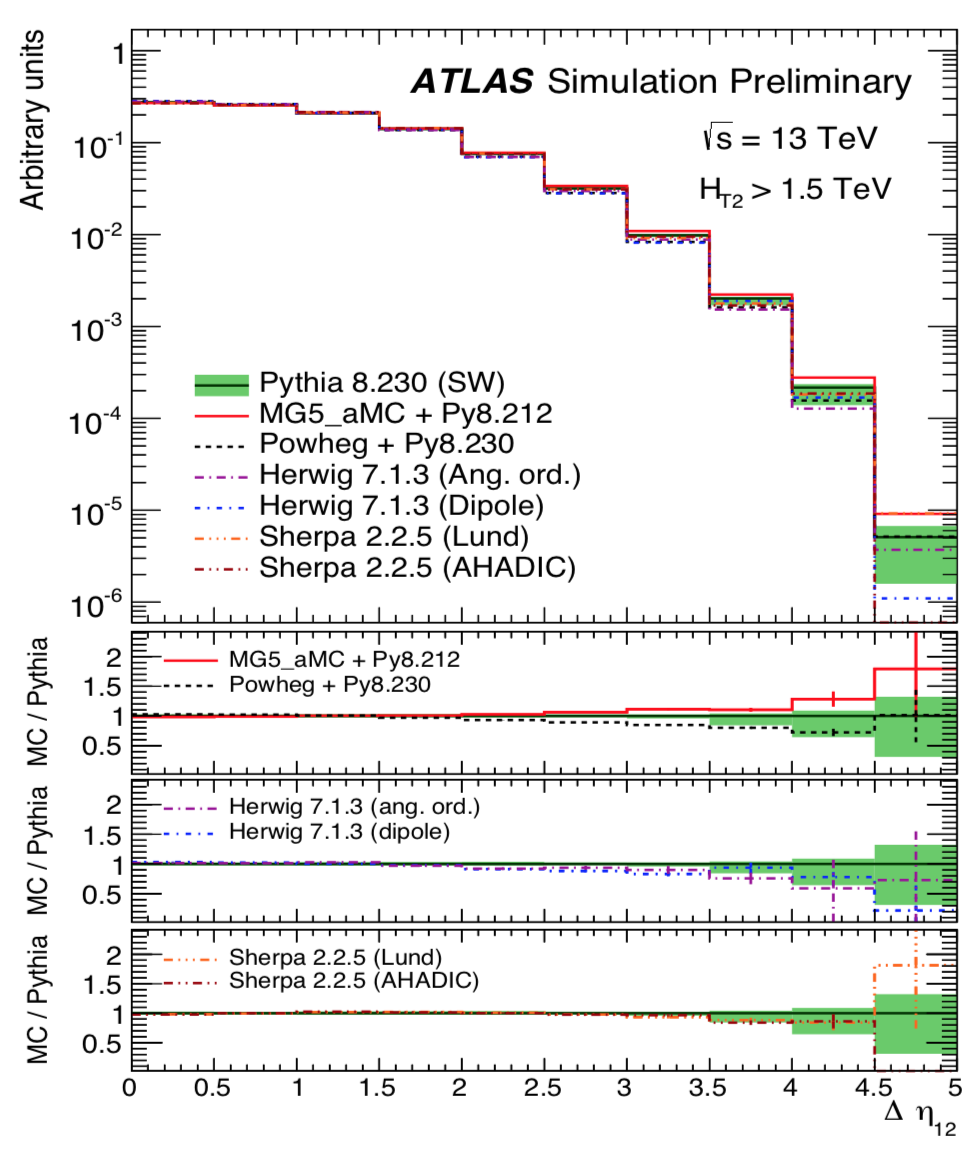 Arbitrary units
1
10⁻¹
10⁻²
10⁻³
10⁻⁴
10⁻⁵
10⁻⁶
ATLAS Simulation Preliminary
√s = 13 TeV
H_T2 > 1.5 TeV
Pythia 8.230 (SW)
MG5_aMC + Py8.212
Powheg + Py8.230
Herwig 7.1.3 (Ang. ord.)
Herwig 7.1.3 (Dipole)
Sherpa 2.2.5 (Lund)
Sherpa 2.2.5 (AHADIC)
MC / Pythia
2
1.5
1
0.5
MG5_aMC + Py8.212
Powheg + Py8.230
MC / Pythia
2
1.5
1
0.5
Herwig 7.1.3 (ang. ord.)
Herwig 7.1.3 (dipole)
MC / Pythia
2
1.5
1
0.5
Sherpa 2.2.5 (Lund)
Sherpa 2.2.5 (AHADIC)
0 0.5 1 1.5 2 2.5 3 3.5 4 4.5 5
Δ η₁₂